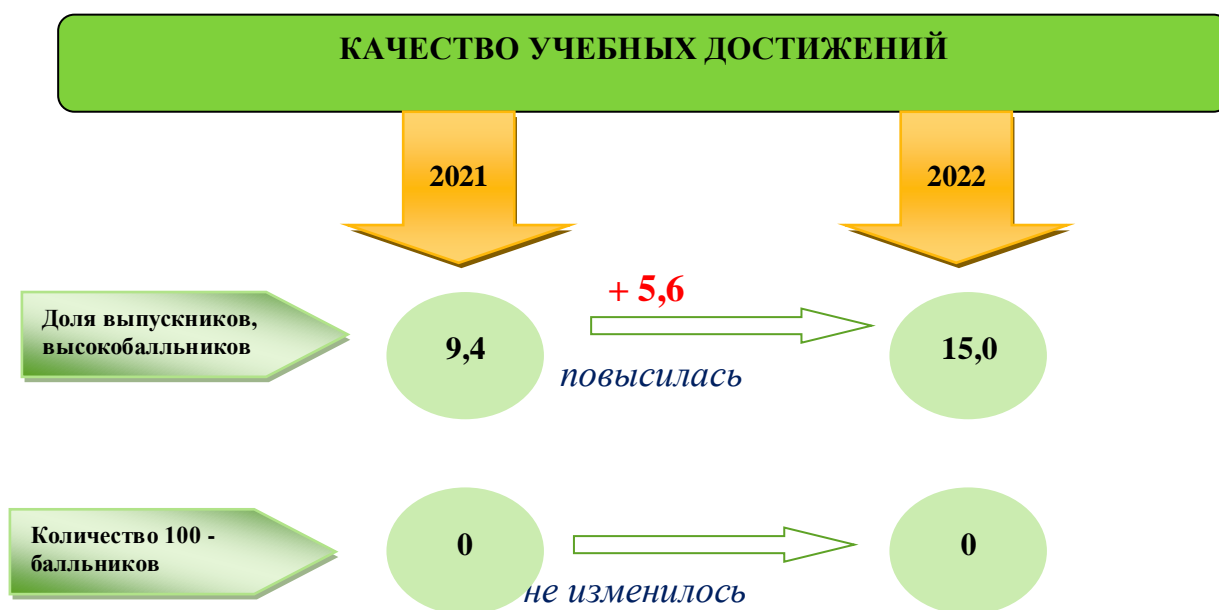 КАЧЕСТВО УЧЕБНЫХ ДОСТИЖЕНИЙ
2021
2022
Доля выпускников,
высокобалльников
9,4
+ 5,6
повысилась
15,0
Количество 100 -
балльников
0
не изменилось
0